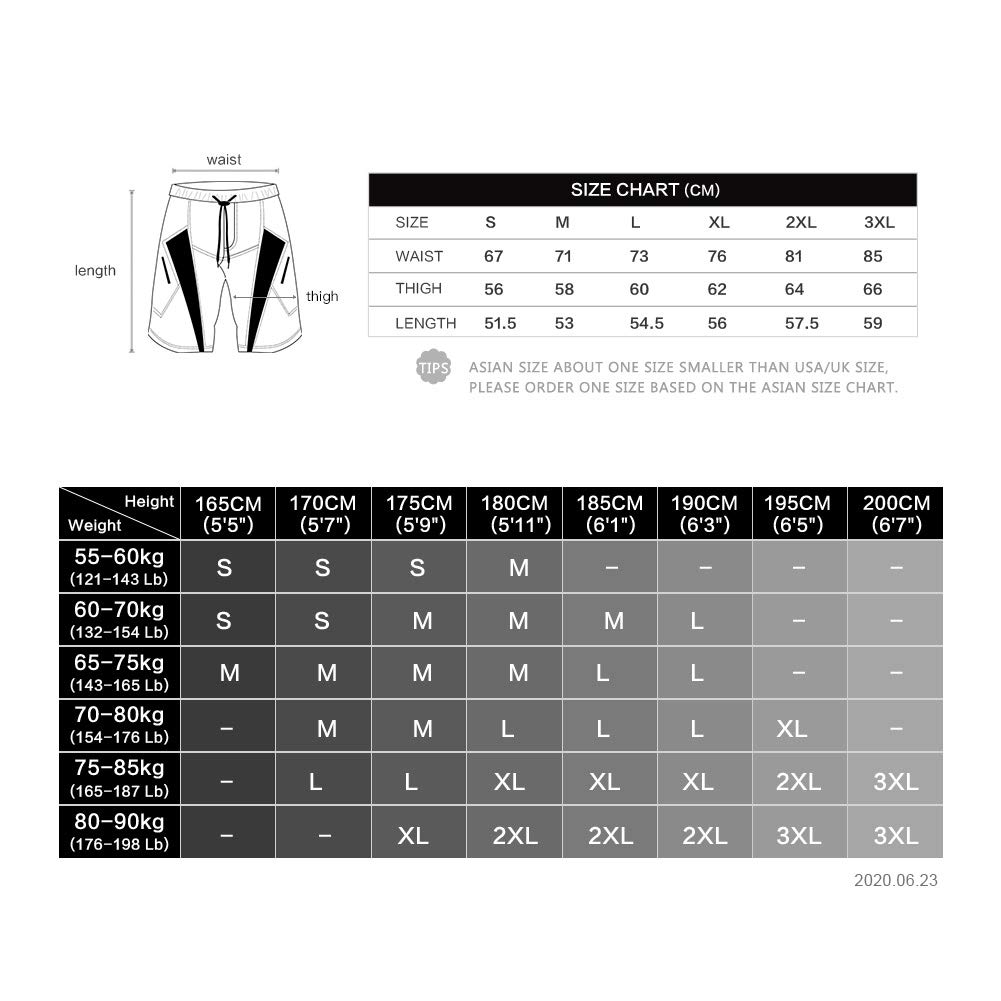 waist
length
thigh
SIZE CHART (CM)
SIZE S M L XL 2XL 3XL
WAIST 67 71 73 76 81 85
THIGH 56 58 60 62 64 66
LENGTH 51.5 53 54.5 56 57.5 59
TIPS
ASIAN SIZE ABOUT ONE SIZE SMALLER THAN USA/UK SIZE,
PLEASE ORDER ONE SIZE BASED ON THE ASIAN SIZE CHART.
Height 165CM 170CM 175CM 180CM 185CM 190CM 195CM 200CM
Weight (5'5") (5'7") (5'9") (5'11") (6'1") (6'3") (6'5") (6'7")
55-60kg
(121-143 Lb) S S S M - - - -
60-70kg
(132-154 Lb) S S M M M L - -
65-75kg
(143-165 Lb) M M M M L L - -
70-80kg
(154-176 Lb) - M M L L L XL -
75-85kg
(165-187 Lb) - L L XL XL XL 2XL 3XL
80-90kg
(176-198 Lb) - - XL 2XL 2XL 2XL 3XL 3XL
2020.06.23